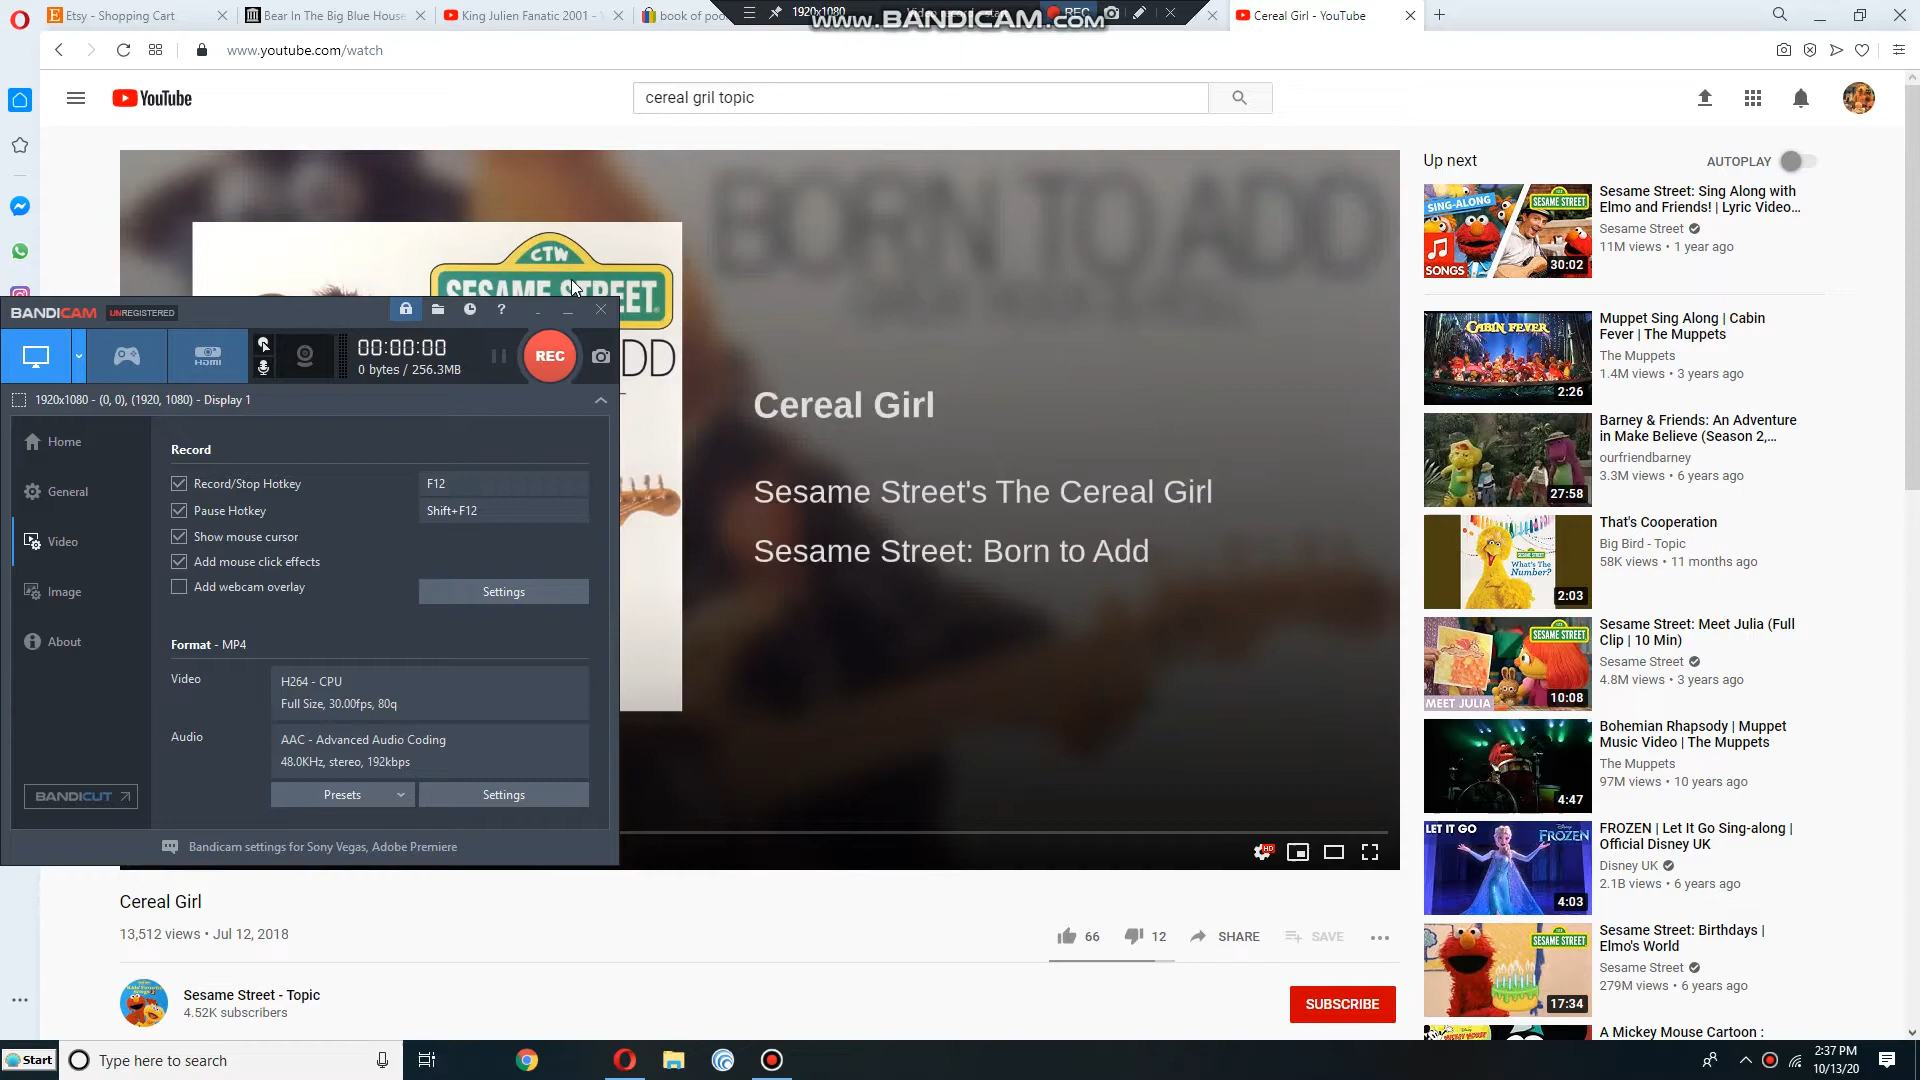 Etsy - Shopping Cart
Bear In The Big Blue House
King Julien Fanatic 2001 -
book of poo
1920x1080
REC
www.BANDICAM.com
Cereal Girl - YouTube
www.youtube.com/watch
YouTube
cereal gril topic
BORN TO ADD
CTW
SESAME STREET
DD
Cereal Girl
Sesame Street's The Cereal Girl
Sesame Street: Born to Add
BANDICAM
UNREGISTERED
?
HDMI
00:00:00
0 bytes / 256.3MB
REC
1920x1080 - (0, 0), (1920, 1080) - Display 1
Home
General
Video
Image
About
BANDICUT
Record
Record/Stop Hotkey
F12
Pause Hotkey
Shift+F12
Show mouse cursor
Add mouse click effects
Add webcam overlay
Settings
Format - MP4
Video
H264 - CPU
Full Size, 30.00fps, 80q
Audio
AAC - Advanced Audio Coding
48.0KHz, stereo, 192kbps
Presets
Settings
Bandicam settings for Sony Vegas, Adobe Premiere
HD
Cereal Girl
13,512 views • Jul 12, 2018
66
12
SHARE
SAVE
Sesame Street - Topic
4.52K subscribers
SUBSCRIBE
Up next
AUTOPLAY
SING-ALONG
SESAME STREET
SONGS
30:02
Sesame Street: Sing Along with
Elmo and Friends! | Lyric Video...
Sesame Street
11M views • 1 year ago
CABIN FEVER
2:26
Muppet Sing Along | Cabin
Fever | The Muppets
The Muppets
1.4M views • 3 years ago
27:58
Barney & Friends: An Adventure
in Make Believe (Season 2,...
ourfriendbarney
3.3M views • 6 years ago
What's The
Number?
2:03
That's Cooperation
Big Bird - Topic
58K views • 11 months ago
SESAME STREET
MEET JULIA
10:08
Sesame Street: Meet Julia (Full
Clip | 10 Min)
Sesame Street
4.8M views • 3 years ago
4:47
Bohemian Rhapsody | Muppet
Music Video | The Muppets
The Muppets
97M views • 10 years ago
LET IT GO
FROZEN
4:03
FROZEN | Let It Go Sing-along |
Official Disney UK
Disney UK
2.1B views • 6 years ago
SESAME STREET
17:34
Sesame Street: Birthdays |
Elmo's World
Sesame Street
279M views • 6 years ago
A Mickey Mouse Cartoon :
Start
Type here to search
2:37 PM
10/13/20